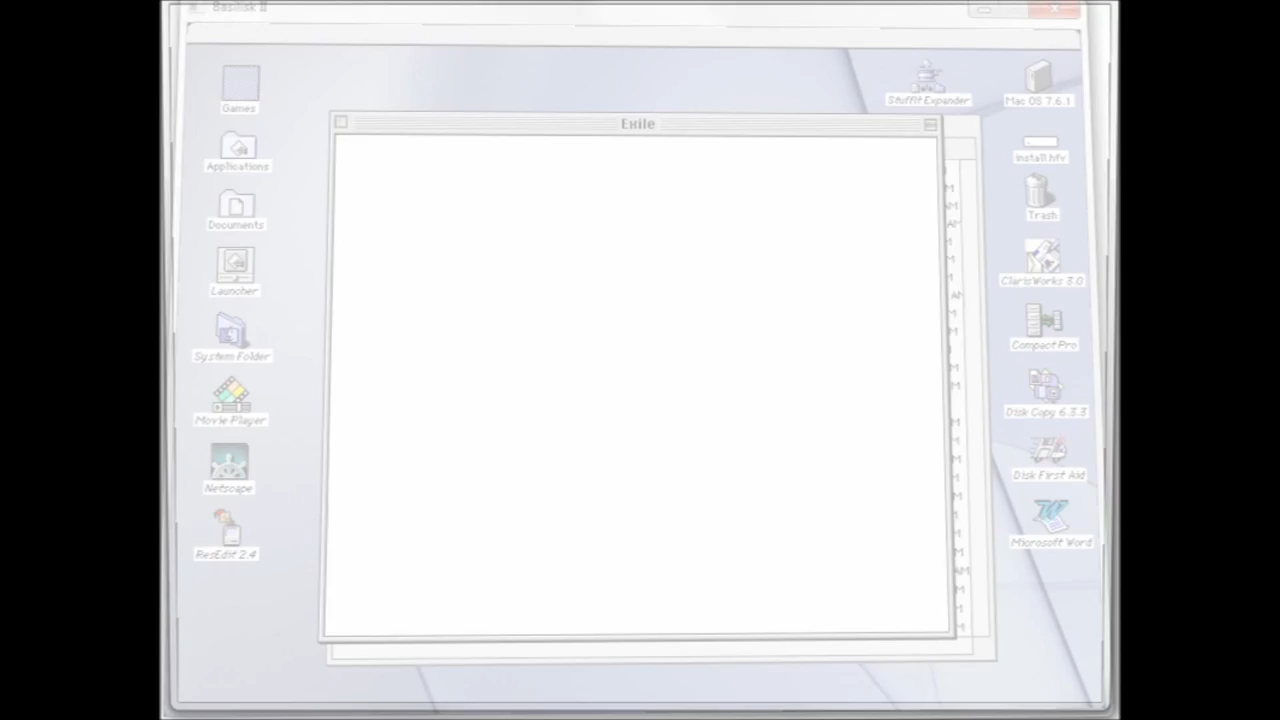 Basilisk II
Games
Applications
Documents
Launcher
System Folder
Movie Player
Netscape
ResEdit 2.4
Exile
StuffIt Expander
Mac OS 7.6.1
install.hfv
Trash
ClarisWorks 3.0
Compact Pro
Disk Copy 6.3.3
Disk First Aid
Microsoft Word